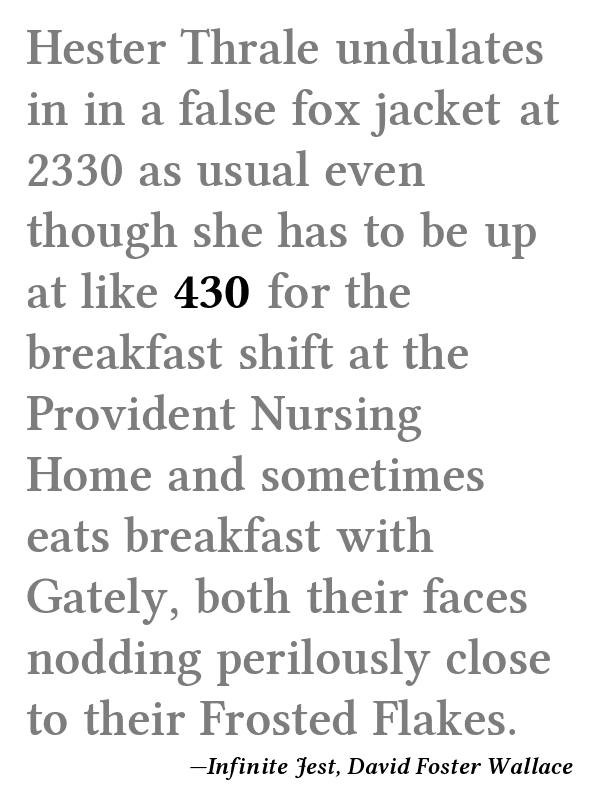 Hester Thrale undulates
in in a false fox jacket at
2330 as usual even
though she has to be up
at like 430 for the
breakfast shift at the
Provident Nursing
Home and sometimes
eats breakfast with
Gately, both their faces
nodding perilously close
to their Frosted Flakes.
—Infinite Jest, David Foster Wallace